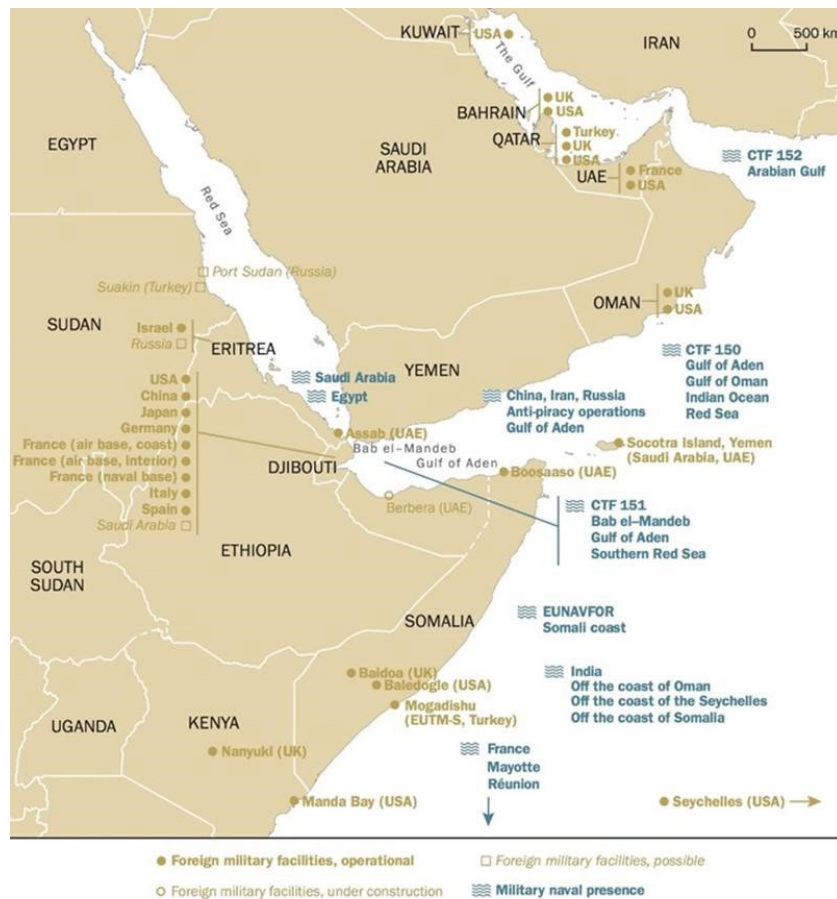 KUWAIT
USA
The Gulf
IRAN
0 500 km
BAHRAIN
UK
USA
QATAR
Turkey
UK
USA
UAE
France
USA
CTF 152
Arabian Gulf
EGYPT
SAUDI
ARABIA
Red Sea
Port Sudan (Russia)
Suakin (Turkey)
OMAN
UK
USA
SUDAN
Israel
Russia
ERITREA
YEMEN
CTF 150
Gulf of Aden
Gulf of Oman
Indian Ocean
Red Sea
Saudi Arabia
Egypt
China, Iran, Russia
Anti-piracy operations
Gulf of Aden
USA
China
Japan
Germany
France (air base, coast)
France (air base, interior)
France (naval base)
Italy
Spain
Saudi Arabia
DJIBOUTI
Assab (UAE)
Bab el-Mandeb
Gulf of Aden
Socotra Island, Yemen
(Saudi Arabia, UAE)
Boosaaso (UAE)
Berbera (UAE)
CTF 151
Bab el-Mandeb
Gulf of Aden
Southern Red Sea
ETHIOPIA
SOUTH
SUDAN
SOMALIA
EUNAVFOR
Somali coast
Baidoa (UK)
Baledogle (USA)
Mogadishu
(EUTM-S, Turkey)
India
Off the coast of Oman
Off the coast of the Seychelles
Off the coast of Somalia
UGANDA
KENYA
Nanyuki (UK)
France
Mayotte
Réunion
Manda Bay (USA)
Seychelles (USA)
Foreign military facilities, operational
Foreign military facilities, possible
Foreign military facilities, under construction
Military naval presence